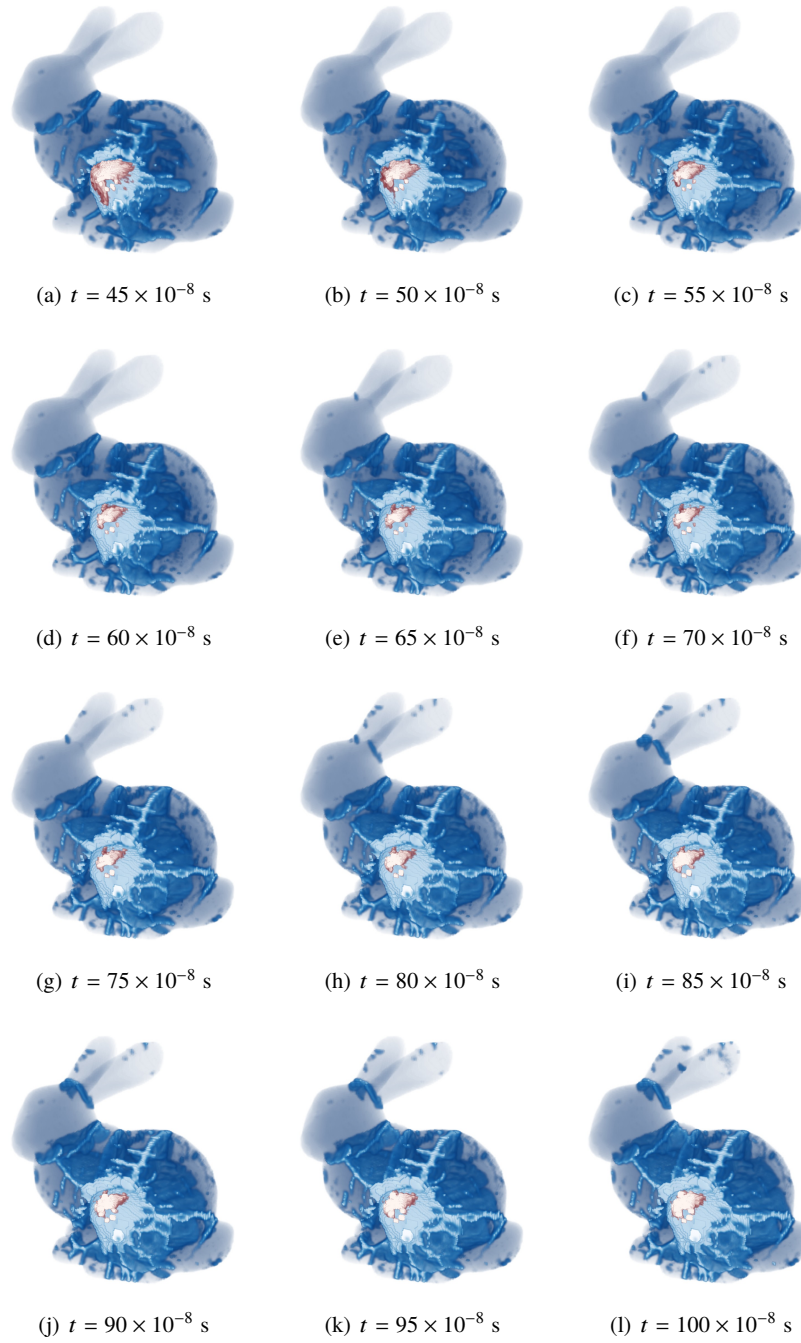 (a) t = 45 × 10⁻⁸ s
(b) t = 50 × 10⁻⁸ s
(c) t = 55 × 10⁻⁸ s
(d) t = 60 × 10⁻⁸ s
(e) t = 65 × 10⁻⁸ s
(f) t = 70 × 10⁻⁸ s
(g) t = 75 × 10⁻⁸ s
(h) t = 80 × 10⁻⁸ s
(i) t = 85 × 10⁻⁸ s
(j) t = 90 × 10⁻⁸ s
(k) t = 95 × 10⁻⁸ s
(l) t = 100 × 10⁻⁸ s